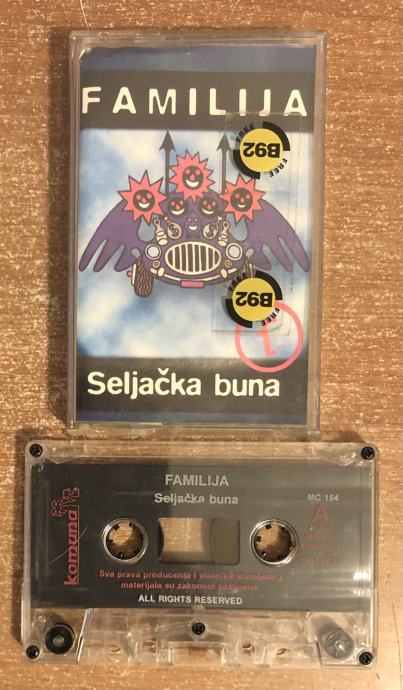 FAMILIJA
B92
FREE
B92
FREE
1
Seljačka buna
FAMILIJA
Seljačka buna
MC 154
A
komuna
Sva prava producenta i vlasnika snimljenog
materijala su zakonom zaštićena
ALL RIGHTS RESERVED